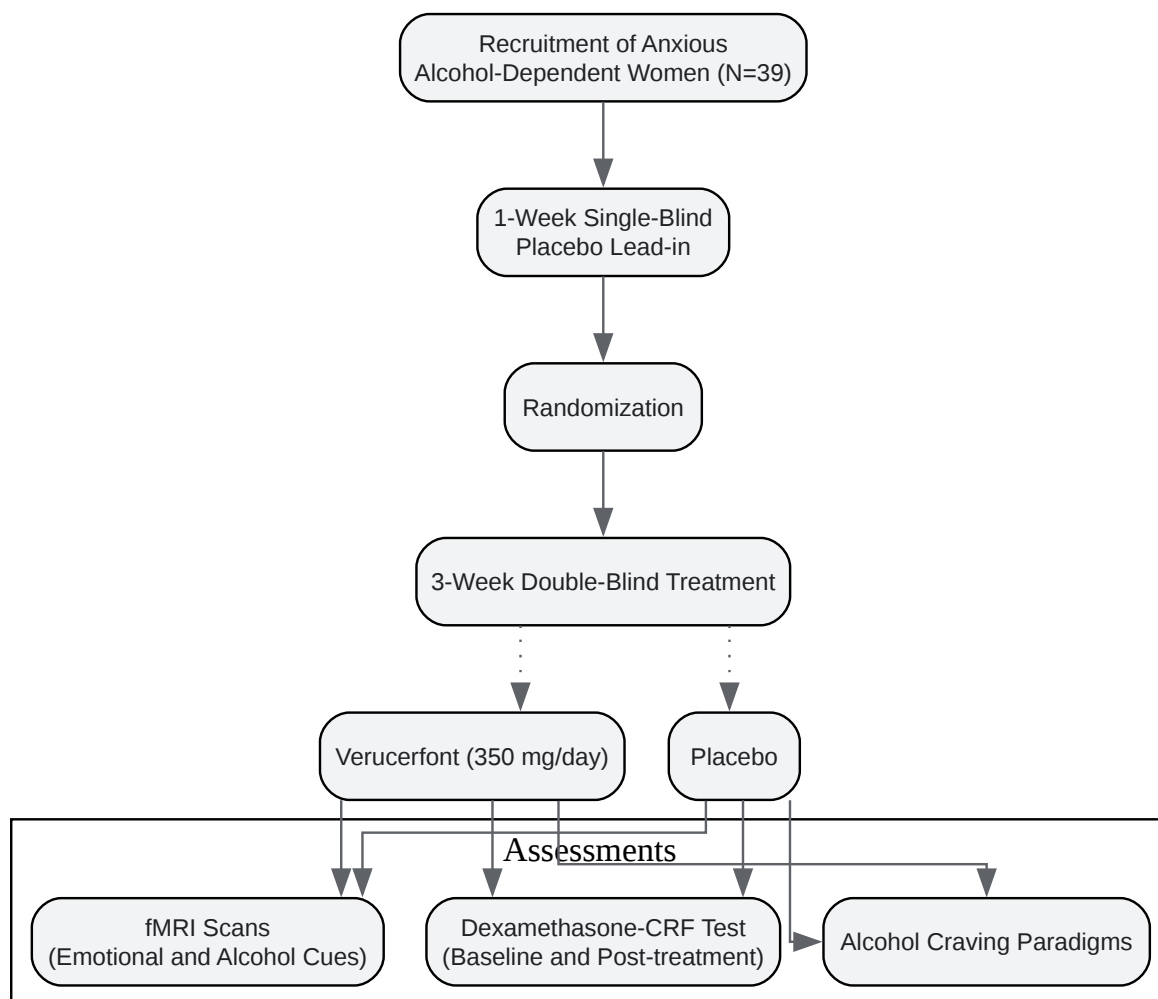 Recruitment of Anxious
Alcohol-Dependent Women (N=39)
1-Week Single-Blind
Placebo Lead-in
Randomization
3-Week Double-Blind Treatment
Verucerfont (350 mg/day)
Placebo
Assessments
fMRI Scans
(Emotional and Alcohol Cues)
Dexamethasone-CRF Test
(Baseline and Post-treatment)
Alcohol Craving Paradigms